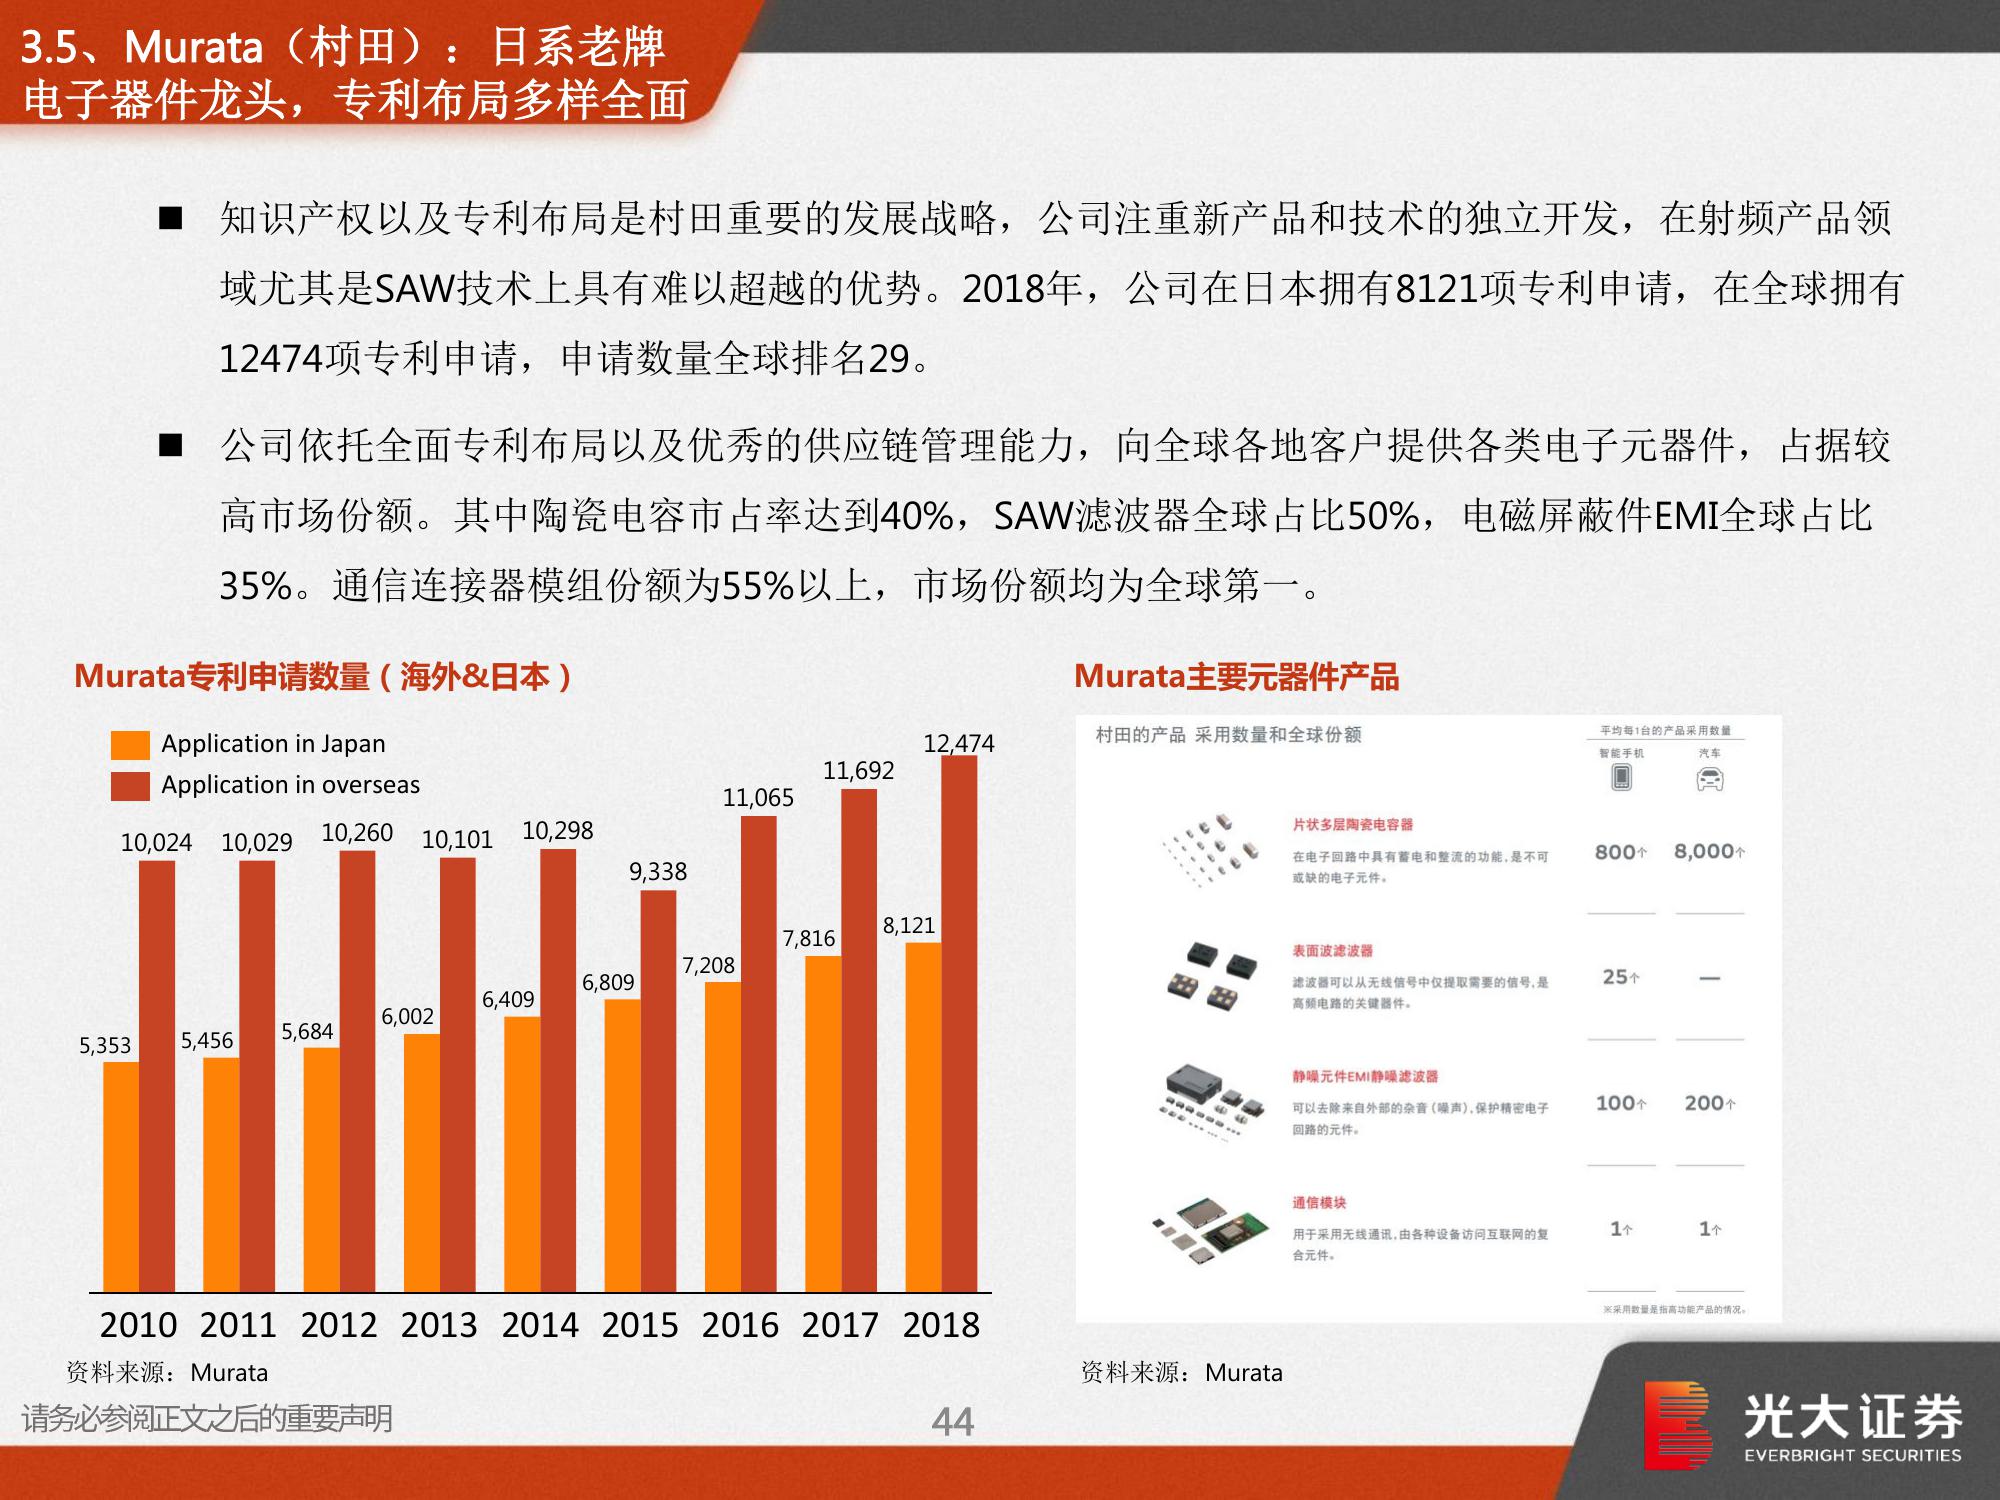 3.5、Murata（村田）：日系老牌
电子器件龙头，专利布局多样全面
■ 知识产权以及专利布局是村田重要的发展战略，公司注重新产品和技术的独立开发，在射频产品领
域尤其是SAW技术上具有难以超越的优势。2018年，公司在日本拥有8121项专利申请，在全球拥有
12474项专利申请，申请数量全球排名29。
■ 公司依托全面专利布局以及优秀的供应链管理能力，向全球各地客户提供各类电子元器件，占据较
高市场份额。其中陶瓷电容市占率达到40%，SAW滤波器全球占比50%，电磁屏蔽件EMI全球占比
35%。通信连接器模组份额为55%以上，市场份额均为全球第一。
Murata专利申请数量（海外&日本）
Application in Japan
Application in overseas
5,353 10,024
5,456 10,029
5,684 10,260
6,002 10,101
6,409 10,298
6,809 9,338
7,208 11,065
7,816 11,692
8,121 12,474
2010 2011 2012 2013 2014 2015 2016 2017 2018
资料来源：Murata
Murata主要元器件产品
村田的产品 采用数量和全球份额
平均每1台的产品采用数量
智能手机 汽车
片状多层陶瓷电容器
在电子回路中具有蓄电和整流的功能,是不可
或缺的电子元件。
800个 8,000个
表面波滤波器
滤波器可以从无线信号中仅提取需要的信号,是
高频电路的关键器件。
25个 —
静噪元件EMI静噪滤波器
可以去除来自外部的杂音(噪声),保护精密电子
回路的元件。
100个 200个
通信模块
用于采用无线通讯,由各种设备访问互联网的复
合元件。
1个 1个
※采用数量是指高功能产品的情况。
资料来源：Murata
请务必参阅正文之后的重要声明
44
光大证券
EVERBRIGHT SECURITIES